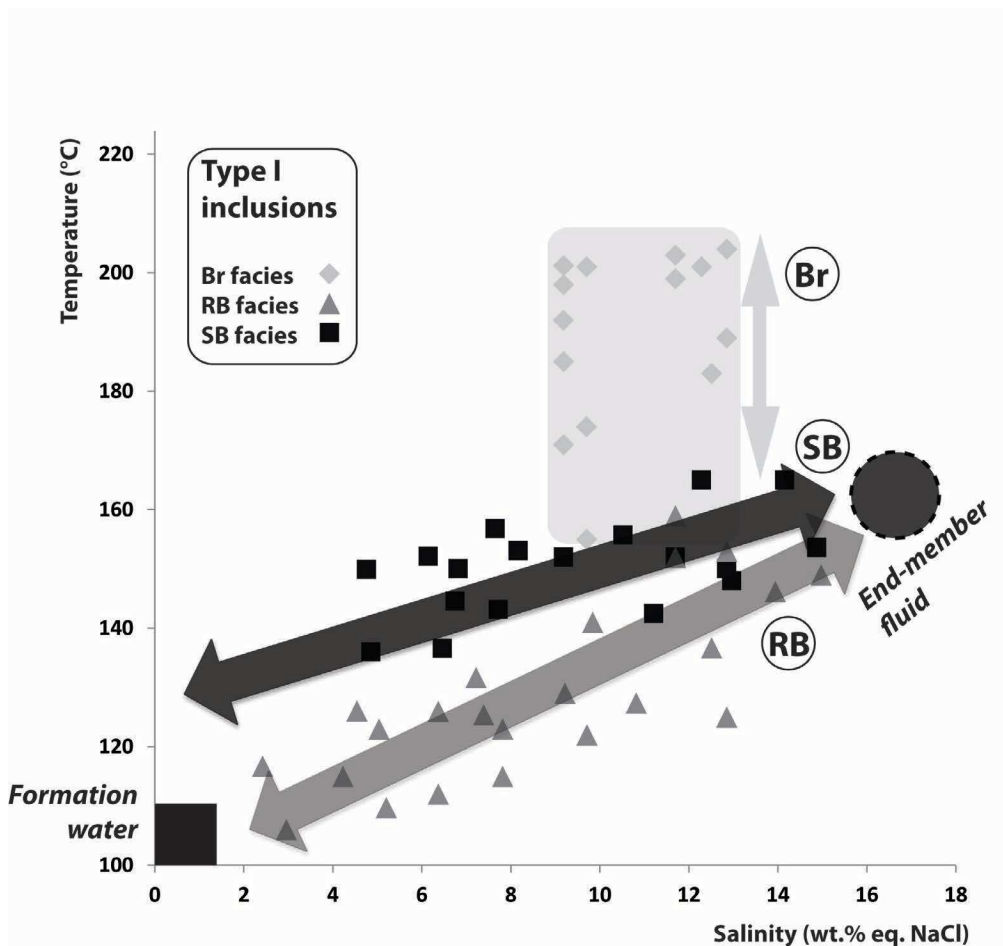 Temperature (°C)
220
200
180
160
140
120
100
Type I
inclusions
Br facies
RB facies
SB facies
Br
SB
RB
End-member
fluid
Formation
water
0 2 4 6 8 10 12 14 16 18
Salinity (wt.% eq. NaCl)